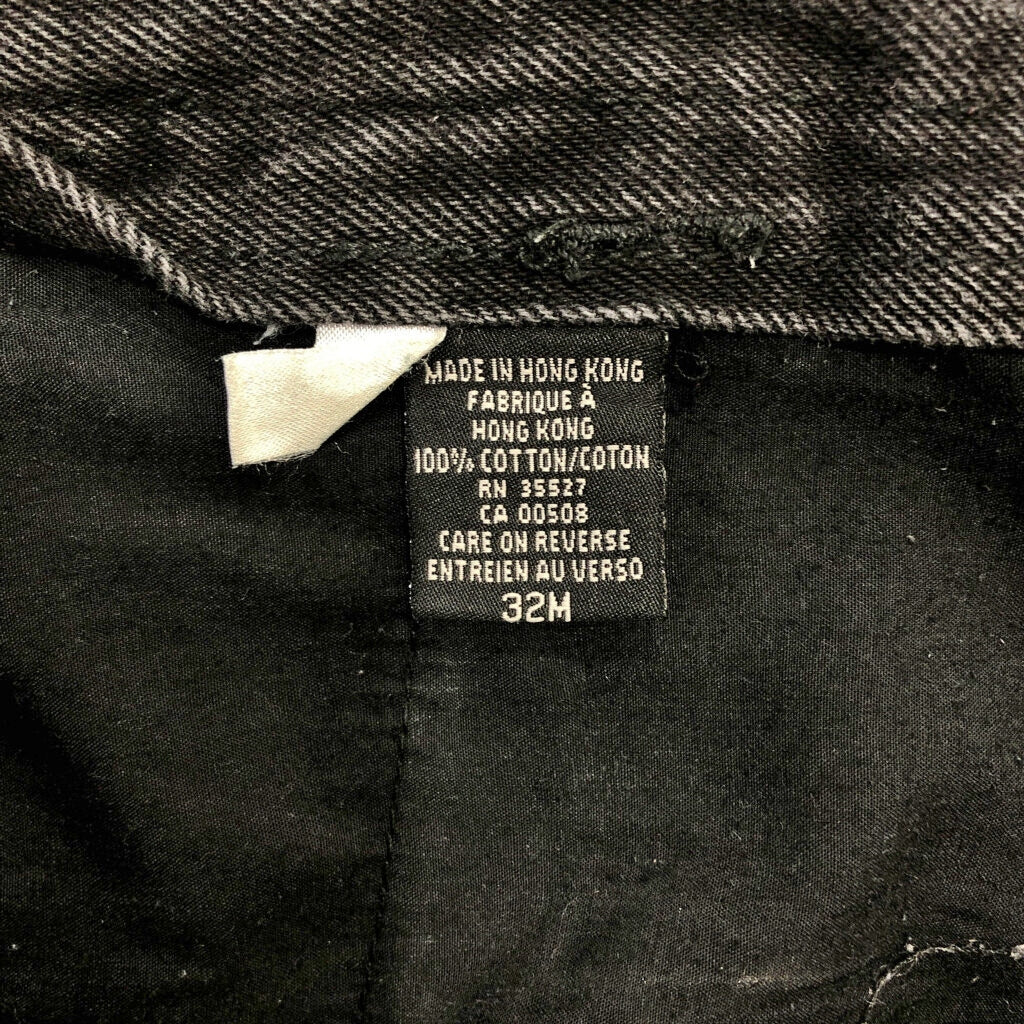 MADE IN HONG KONG
FABRIQUE À
HONG KONG
100% COTTON/COTON
RN 35527
CA 00508
CARE ON REVERSE
ENTREIEN AU VERSO
32M